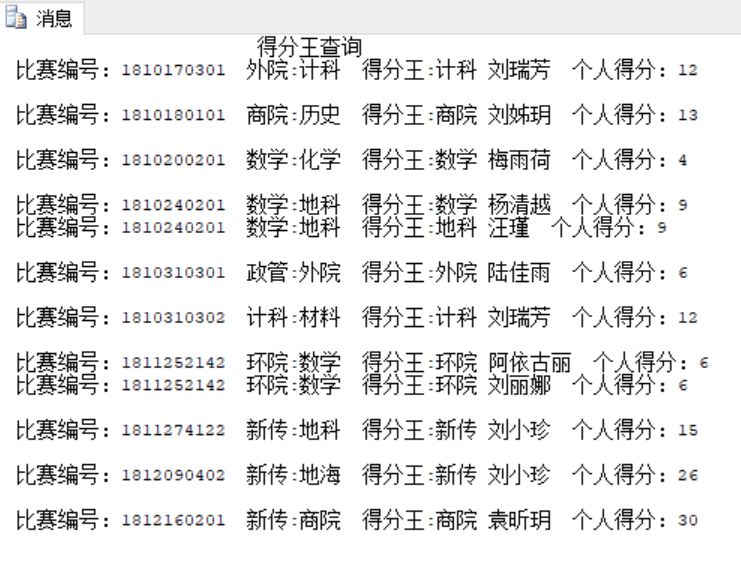 消息
得分王查询
比赛编号: 1810170301 外院:计科 得分王:计科 刘瑞芳 个人得分: 12
比赛编号: 1810180101 商院:历史 得分王:商院 刘姊玥 个人得分: 13
比赛编号: 1810200201 数学:化学 得分王:数学 梅雨荷 个人得分: 4
比赛编号: 1810240201 数学:地科 得分王:数学 杨清越 个人得分: 9
比赛编号: 1810240201 数学:地科 得分王:地科 汪瑾 个人得分: 9
比赛编号: 1810310301 政管:外院 得分王:外院 陆佳雨 个人得分: 6
比赛编号: 1810310302 计科:材料 得分王:计科 刘瑞芳 个人得分: 12
比赛编号: 1811252142 环院:数学 得分王:环院 阿依古丽 个人得分: 6
比赛编号: 1811252142 环院:数学 得分王:环院 刘丽娜 个人得分: 6
比赛编号: 1811274122 新传:地科 得分王:新传 刘小珍 个人得分: 15
比赛编号: 1812090402 新传:地海 得分王:新传 刘小珍 个人得分: 26
比赛编号: 1812160201 新传:商院 得分王:商院 袁昕玥 个人得分: 30